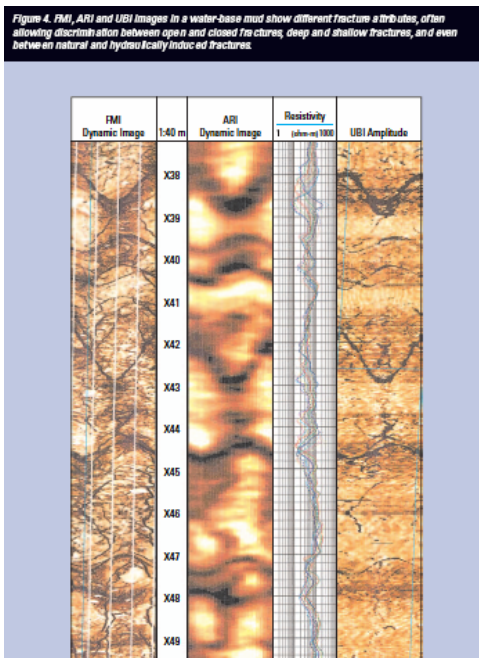 Figure 4. FMI, ARI and UBI images in a water-base mud show different fracture attributes, often
allowing discrimination between open and closed fractures, deep and shallow fractures, and even
between natural and hydraulically induced fractures.
FMI
Dynamic Image
1:40 m
ARI
Dynamic Image
Resistivity
1 (ohm-m) 1000
UBI Amplitude
X38
X39
X40
X41
X42
X43
X44
X45
X46
X47
X48
X49